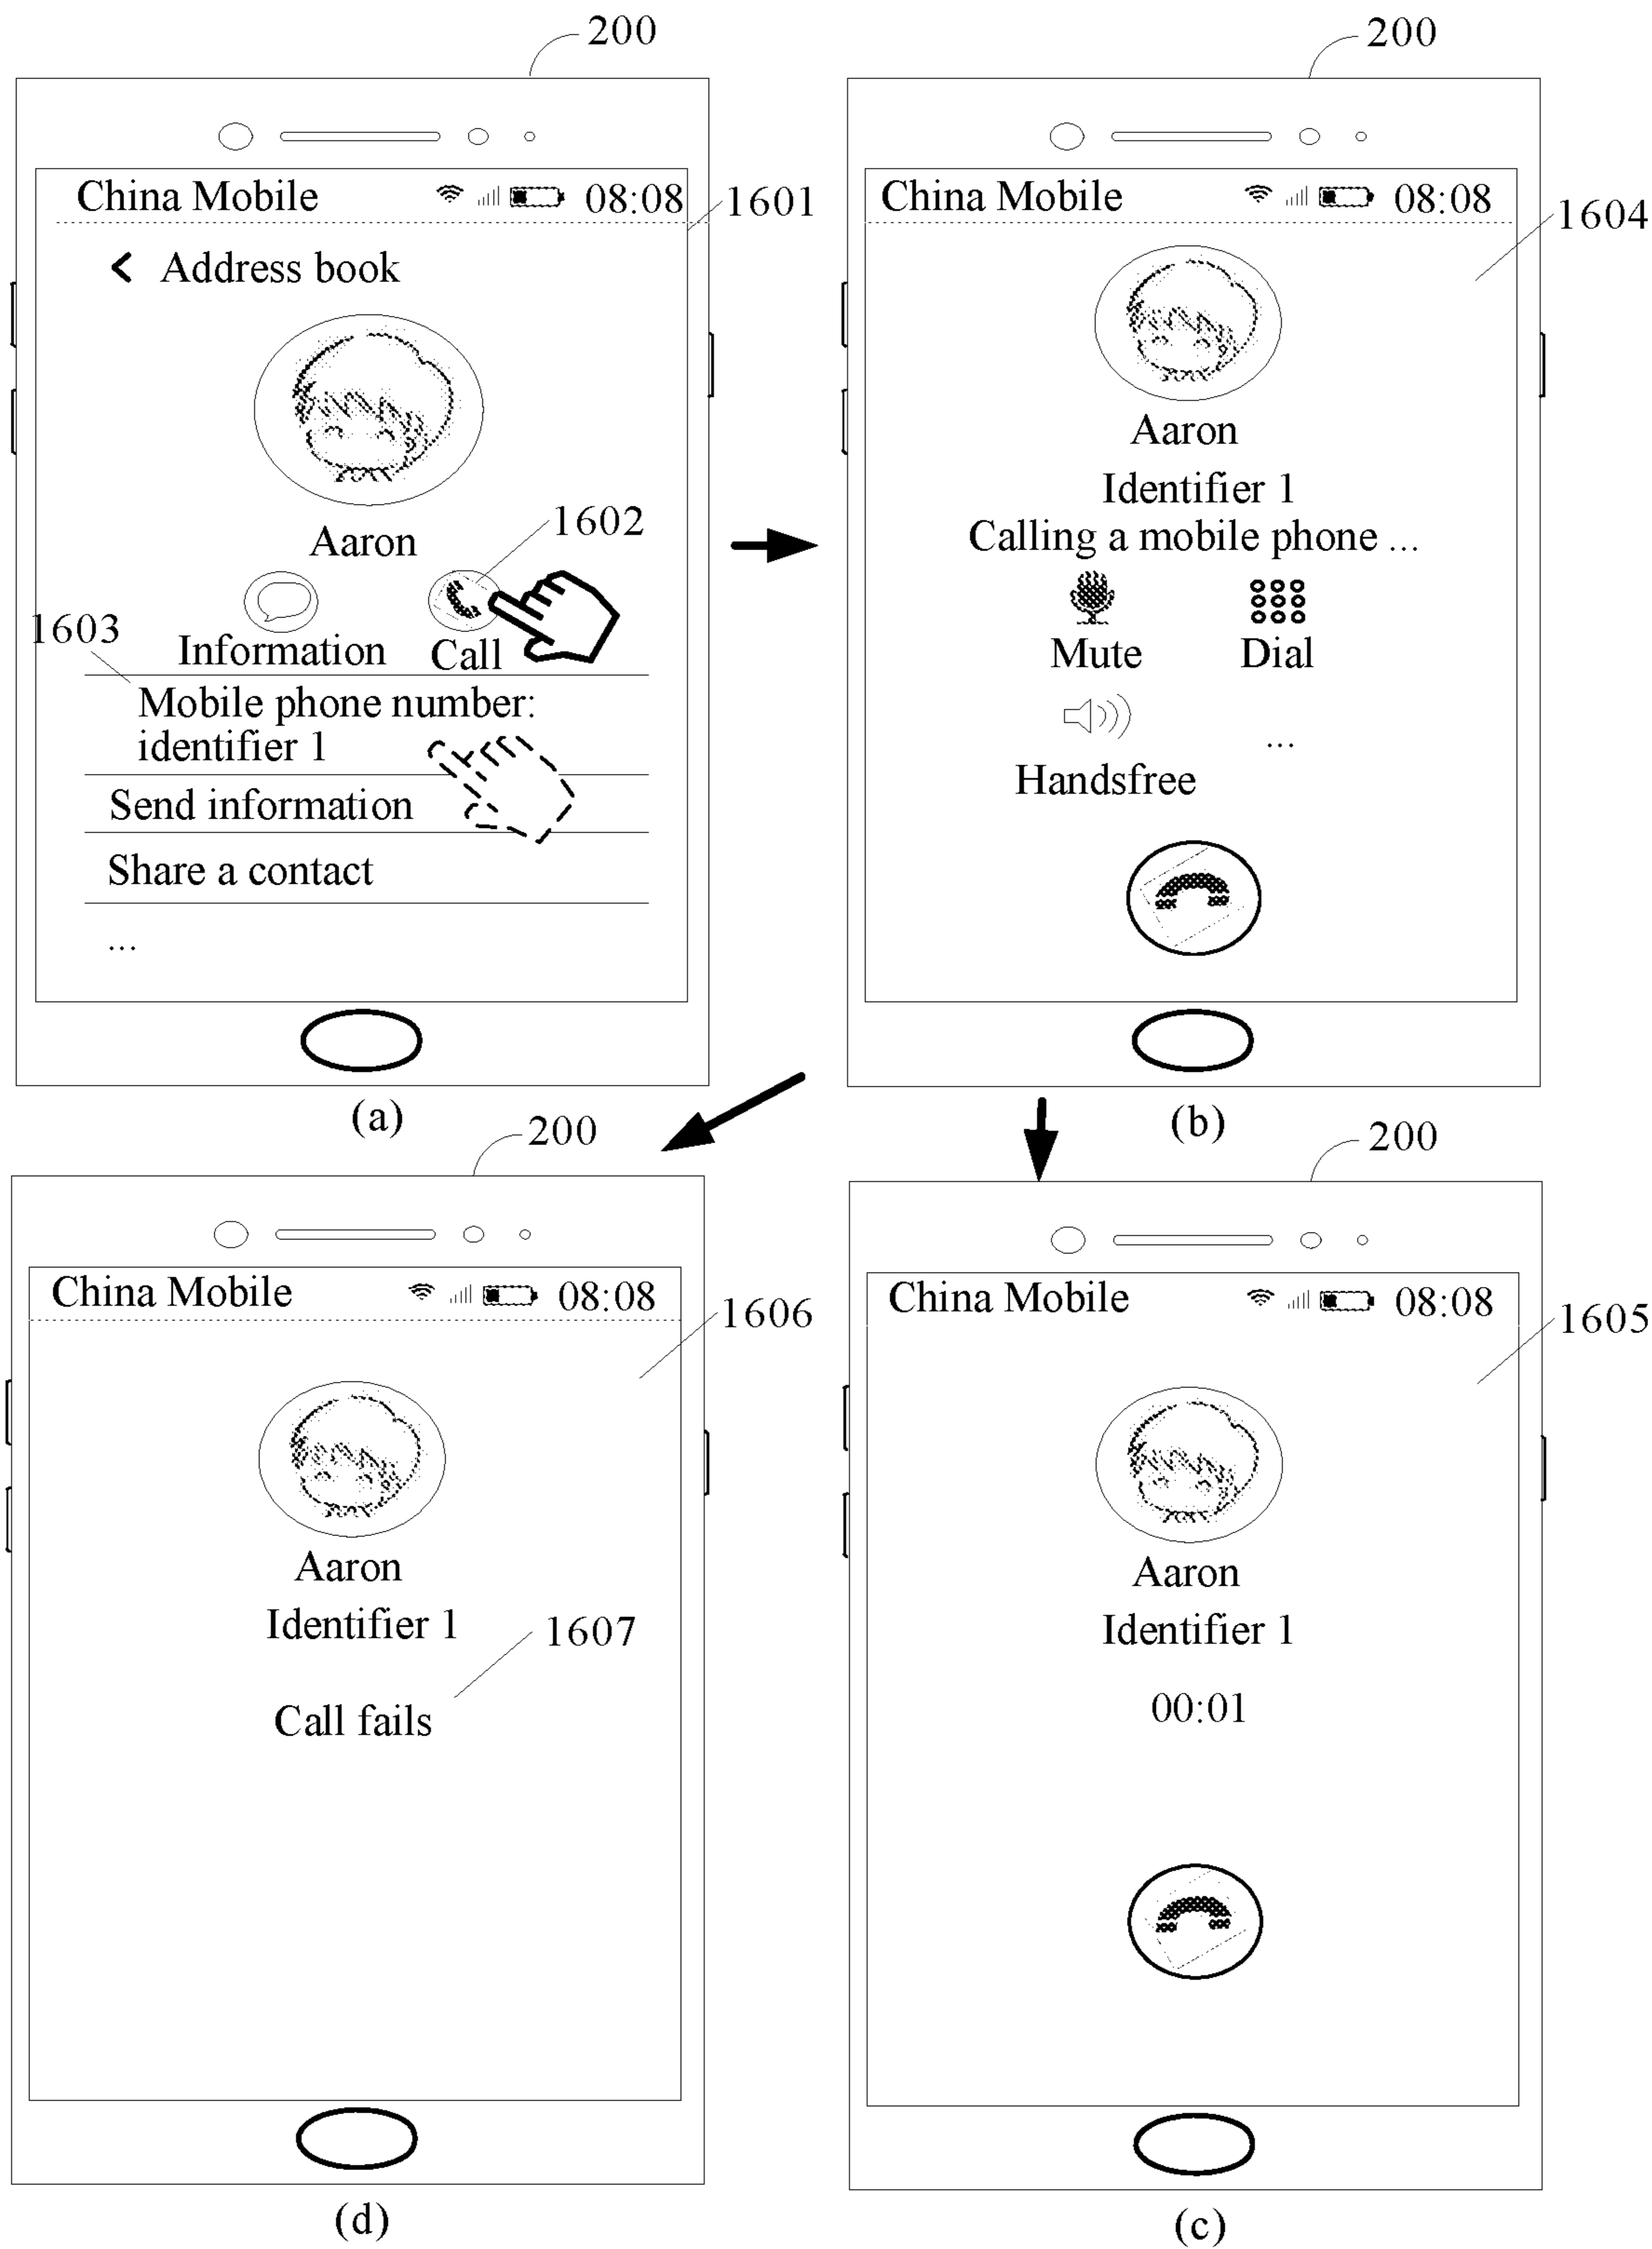 200
China Mobile 08:08
1601
< Address book
Aaron
1602
1603
Information Call
Mobile phone number:
identifier 1
Send information
Share a contact
...
(a)
200
China Mobile 08:08
1604
Aaron
Identifier 1
Calling a mobile phone ...
Mute Dial
Handsfree ...
(b)
200
China Mobile 08:08
1606
Aaron
Identifier 1
1607
Call fails
(d)
200
China Mobile 08:08
1605
Aaron
Identifier 1
00:01
(c)